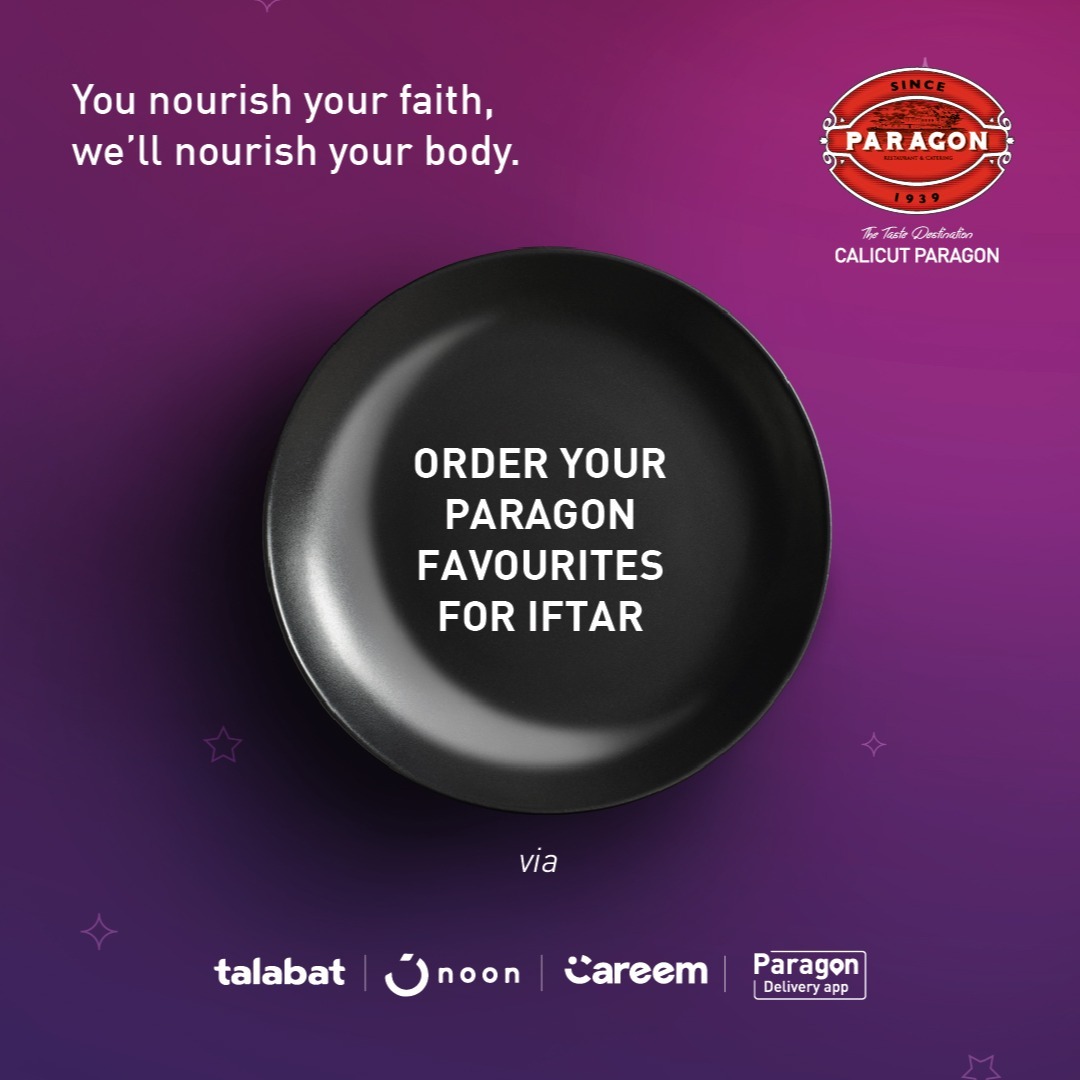 You nourish your faith,
we'll nourish your body.
SINCE
PARAGON
RESTAURANT & CATERING
1939
The Taste Destination
CALICUT PARAGON
ORDER YOUR
PARAGON
FAVOURITES
FOR IFTAR
via
talabat
noon
Careem
Paragon
Delivery app